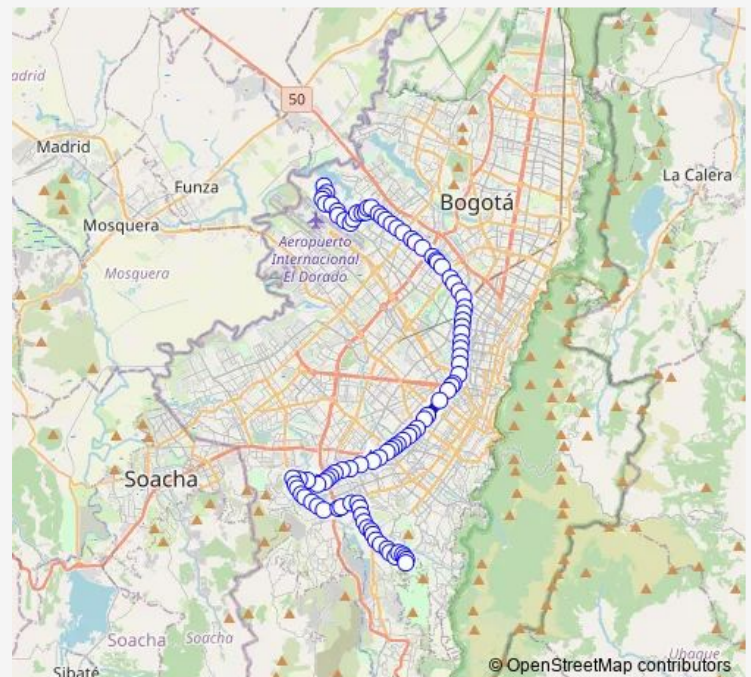 adrid
50
Madrid
Funza
La Calera
Bogotá
Mosquera
Aeropuerto
Internacional
El Dorado
Mosquera
Soacha
Soacha
Soacha
Ubaque
Sibaté
© OpenStreetMap contributors